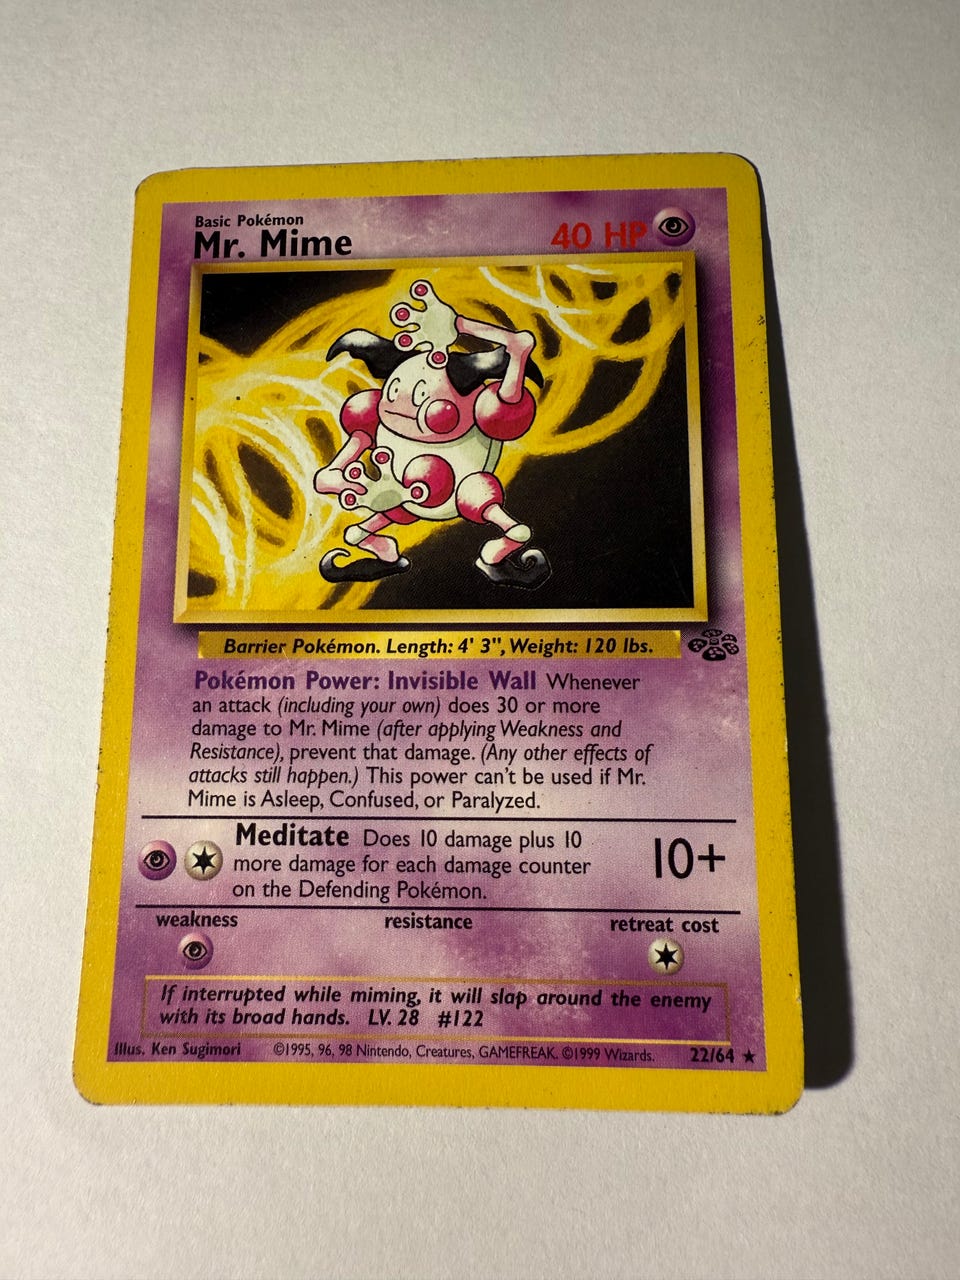 Basic Pokémon
Mr. Mime
40 HP
Barrier Pokémon. Length: 4' 3", Weight: 120 lbs.
Pokémon Power: Invisible Wall Whenever
an attack (including your own) does 30 or more
damage to Mr. Mime (after applying Weakness and
Resistance), prevent that damage. (Any other effects of
attacks still happen.) This power can't be used if Mr.
Mime is Asleep, Confused, or Paralyzed.
Meditate Does 10 damage plus 10
more damage for each damage counter
on the Defending Pokémon.
10+
weakness resistance retreat cost
If interrupted while miming, it will slap around the enemy
with its broad hands. LV. 28 #122
Illus. Ken Sugimori ©1995, 96, 98 Nintendo, Creatures, GAMEFREAK. ©1999 Wizards. 22/64 ★